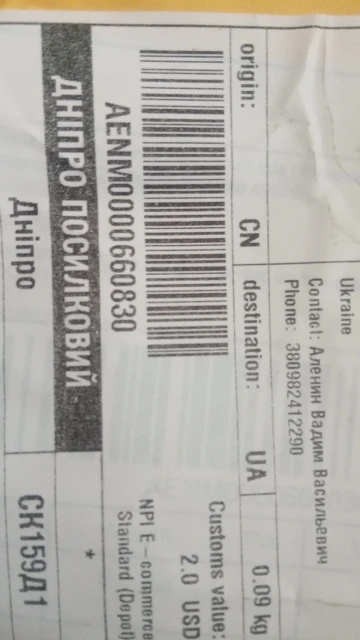 Ukraine
Contact: Аленин Вадим Васильевич
Phone: 380982412290
origin: CN destination: UA 0.09 kg
AENM0000660830
Customs value:
2.0 USD
NPI E-commerce
Standard (Depot)
ДНІПРО ПОСИЛКОВИЙ *
Дніпро СК159Д1